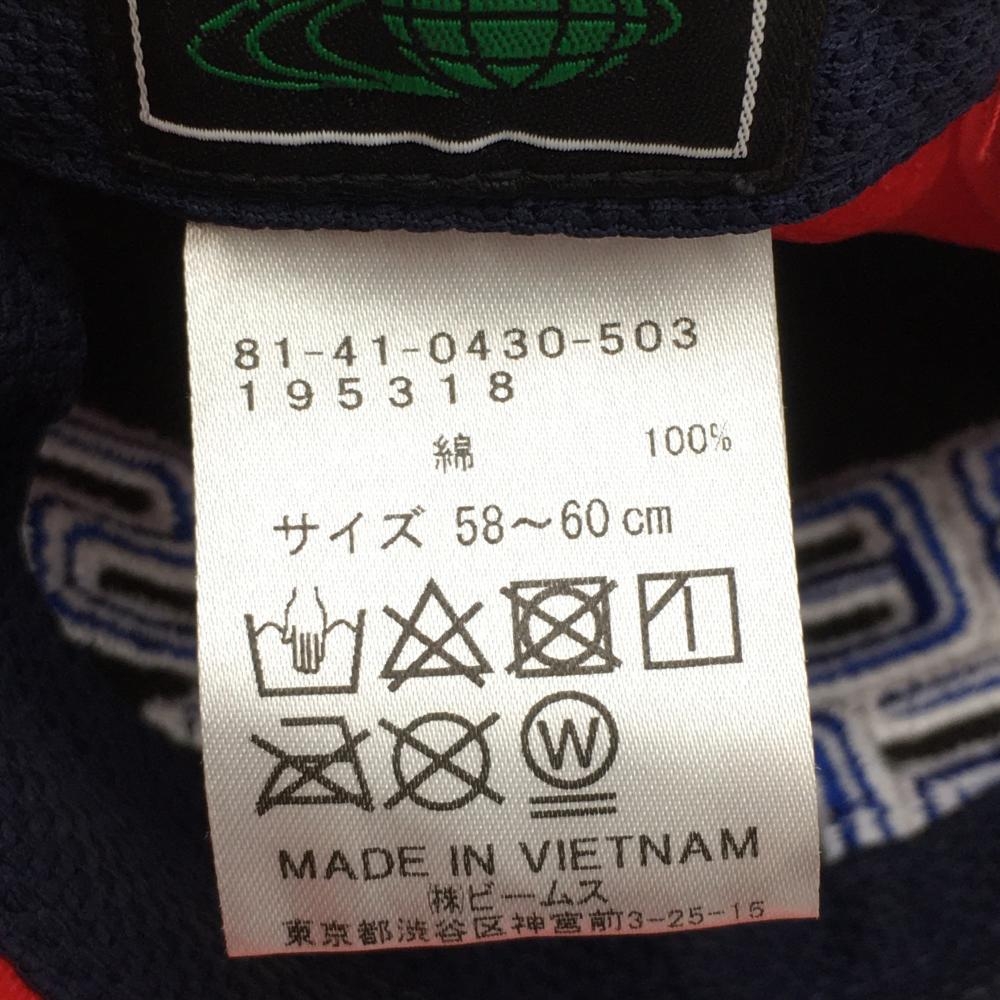 81-41-0430-503
195318
綿 100%
サイズ 58～60cm
W
MADE IN VIETNAM
㈱ビームス
東京都渋谷区神宮前3-25-15